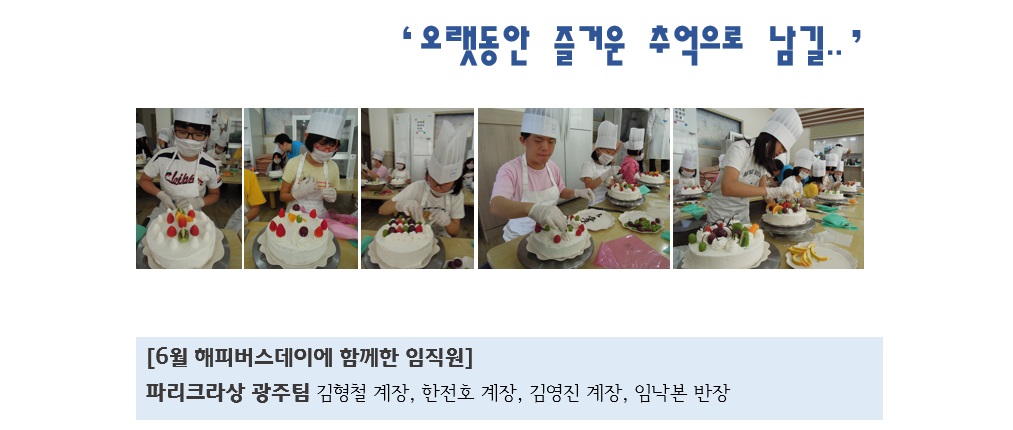 ‘오랫동안 즐거운 추억으로 남길..’
[6월 해피버스데이에 함께한 임직원]
파리크라상 광주팀 김형철 계장, 한전호 계장, 김영진 계장, 임낙본 반장